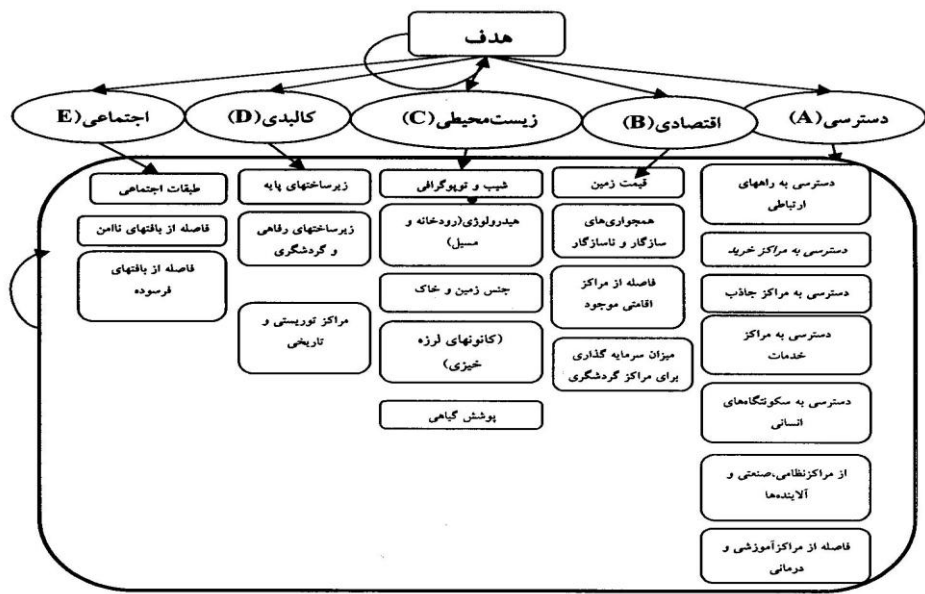 هدف
دسترسی(A)
اقتصادی(B)
زیست‌محیطی(C)
کالبدی(D)
اجتماعی(E)
دسترسی به راههای
ارتباطی
دسترسی به مراکز خرید
دسترسی به مراکز جاذب
دسترسی به مراکز
خدمات
دسترسی به سکونتگاه‌های
انسانی
از مراکزنظامی،صنعتی و
آلاینده‌ها
فاصله از مراکزآموزشی و
درمانی
قیمت زمین
همجواری‌های
سازگار و ناسازگار
فاصله از مراکز
اقامتی موجود
میزان سرمایه گذاری
برای مراکز گردشگری
شیب و توپوگرافی
هیدرولوژی(رودخانه و
مسیل)
جنس زمین و خاک
(کانونهای لرزه
خیزی)
پوشش گیاهی
زیرساختهای پایه
زیرساختهای رفاهی
و گردشگری
مراکز توریستی و
تاریخی
طبقات اجتماعی
فاصله از بافتهای ناامن
فاصله از بافتهای
فرسوده